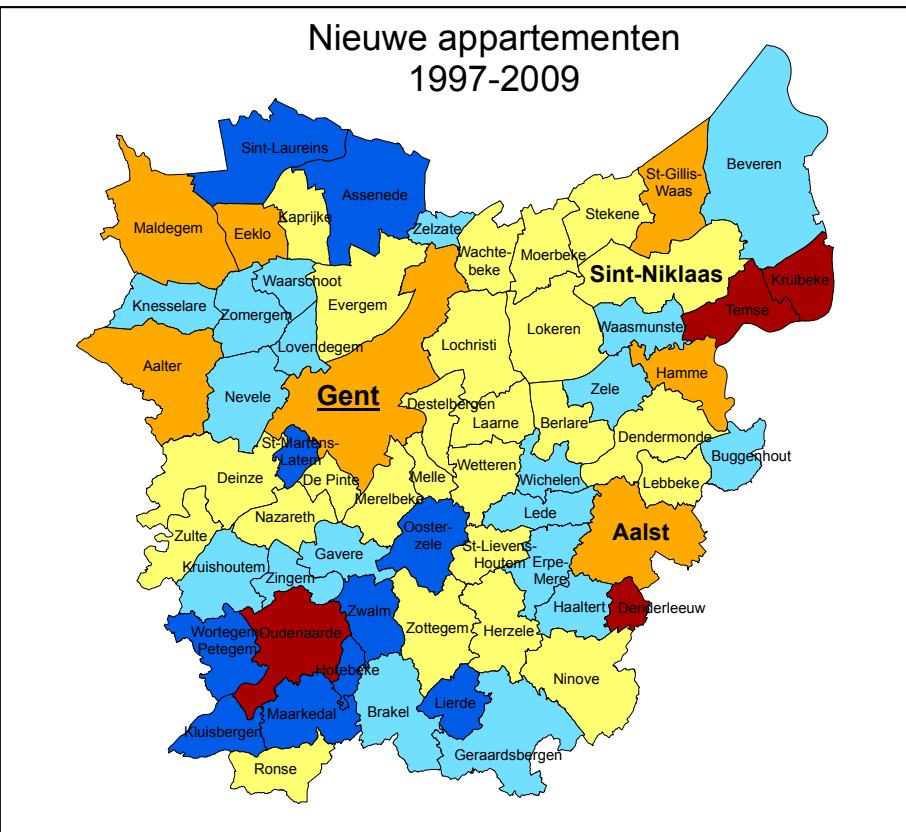 Nieuwe appartementen
1997-2009
Sint-Laureins
Assenede
Kaprijke
Maldegem
Eeklo
Zelzate
Wachte-
beke
Moerbeke
Stekene
St-Gillis-
Waas
Beveren
Sint-Niklaas
Kruibeke
Temse
Knesselare
Waarschoot
Zomergem
Evergem
Lovendegem
Lochristi
Lokeren
Waasmunster
Aalter
Nevele
Gent
Destelbergen
Laarne
Berlare
Zele
Hamme
Dendermonde
Buggenhout
St-Martens-
Latem
Deinze
De Pinte
Merelbeke
Melle
Wetteren
Wichelen
Lebbeke
Nazareth
Zulte
Ooster-
zele
Lede
Aalst
Kruishoutem
Zingem
Gavere
St-Lievens-
Houtem
Erpe-
Mere
Haaltert
Denderleeuw
Wortegem-
Petegem
Oudenaarde
Zwalm
Zottegem
Herzele
Ninove
Horebeke
Kluisbergen
Maarkedal
Brakel
Lierde
Geraardsbergen
Ronse